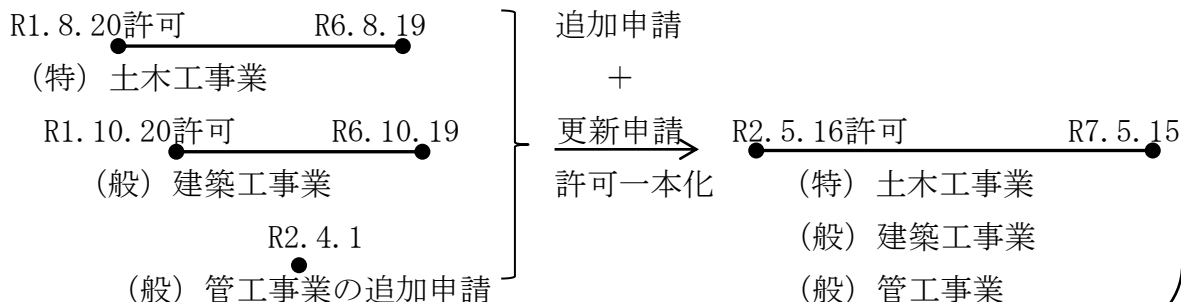 R1.8.20許可 R6.8.19
(特)土木工事業
R1.10.20許可 R6.10.19
(般)建築工事業
R2.4.1
(般)管工事業の追加申請
追加申請
+
更新申請
許可一本化
R2.5.16許可 R7.5.15
(特)土木工事業
(般)建築工事業
(般)管工事業